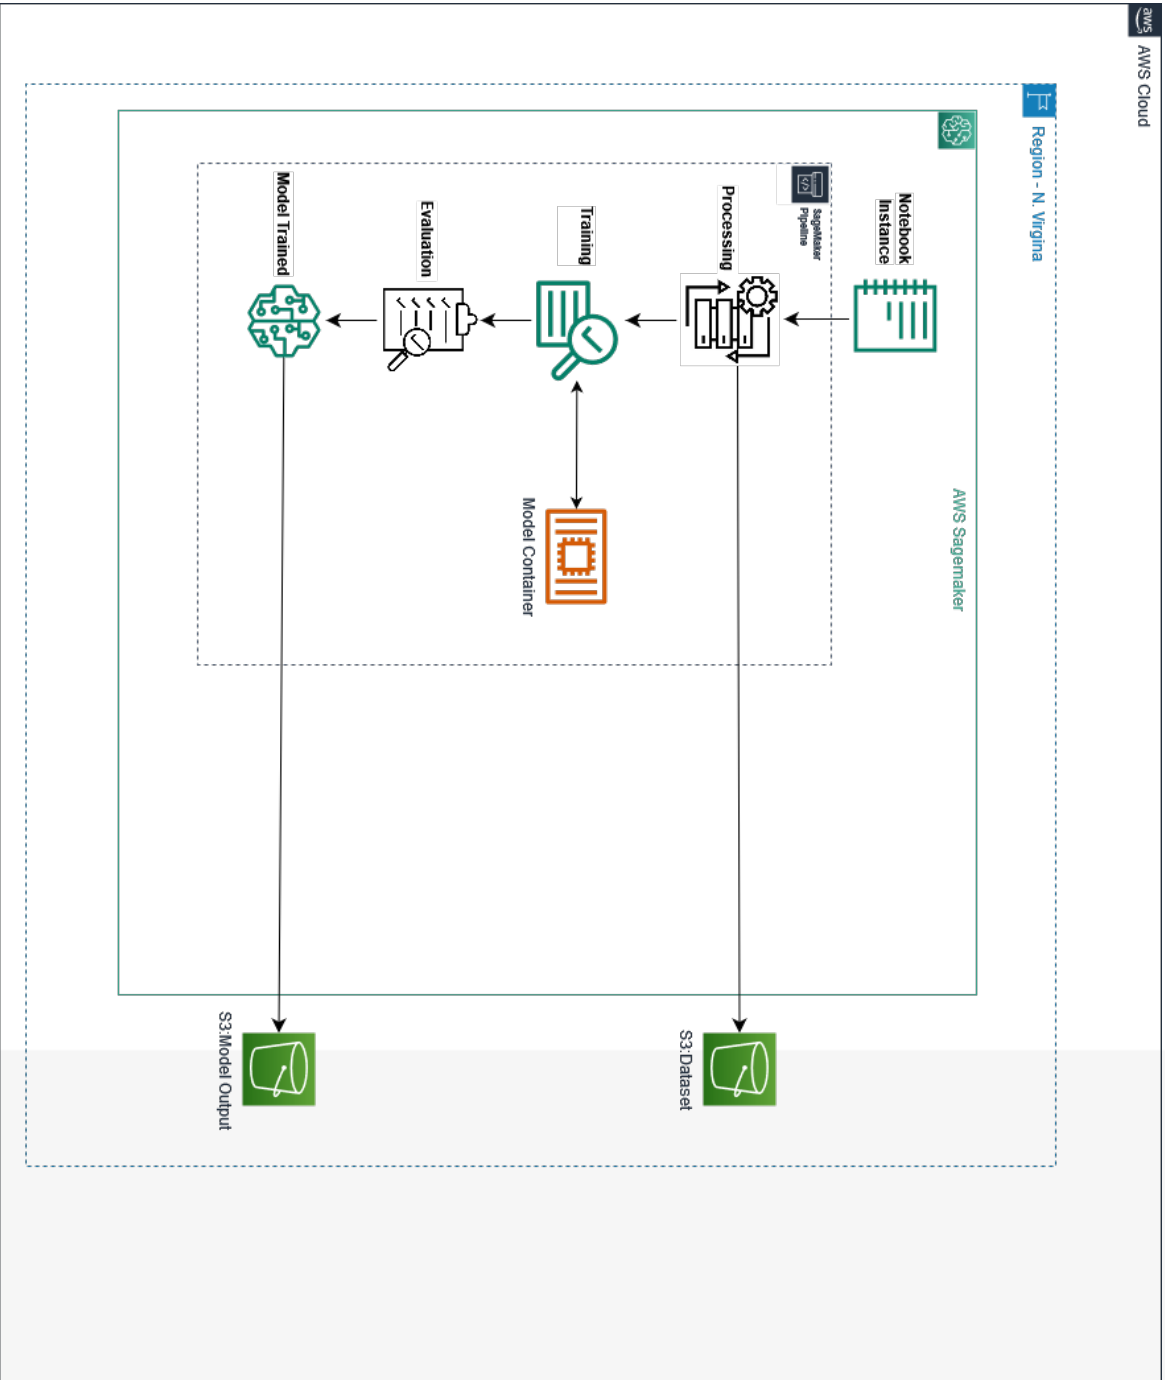 aws
AWS Cloud
Region - N. Virgina
AWS Sagemaker
Notebook
Instance
SageMaker
Pipeline
Processing
Training
Evaluation
Model Trained
Model Container
S3:Dataset
S3:Model Output